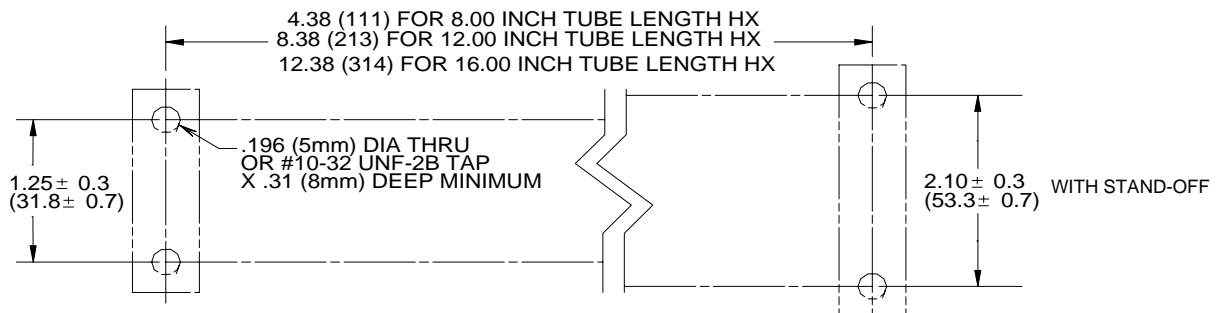 4.38 (111) FOR 8.00 INCH TUBE LENGTH HX
8.38 (213) FOR 12.00 INCH TUBE LENGTH HX
12.38 (314) FOR 16.00 INCH TUBE LENGTH HX
.196 (5mm) DIA THRU
OR #10-32 UNF-2B TAP
X .31 (8mm) DEEP MINIMUM
1.25± 0.3
(31.8± 0.7)
2.10± 0.3
(53.3± 0.7)
WITH STAND-OFF